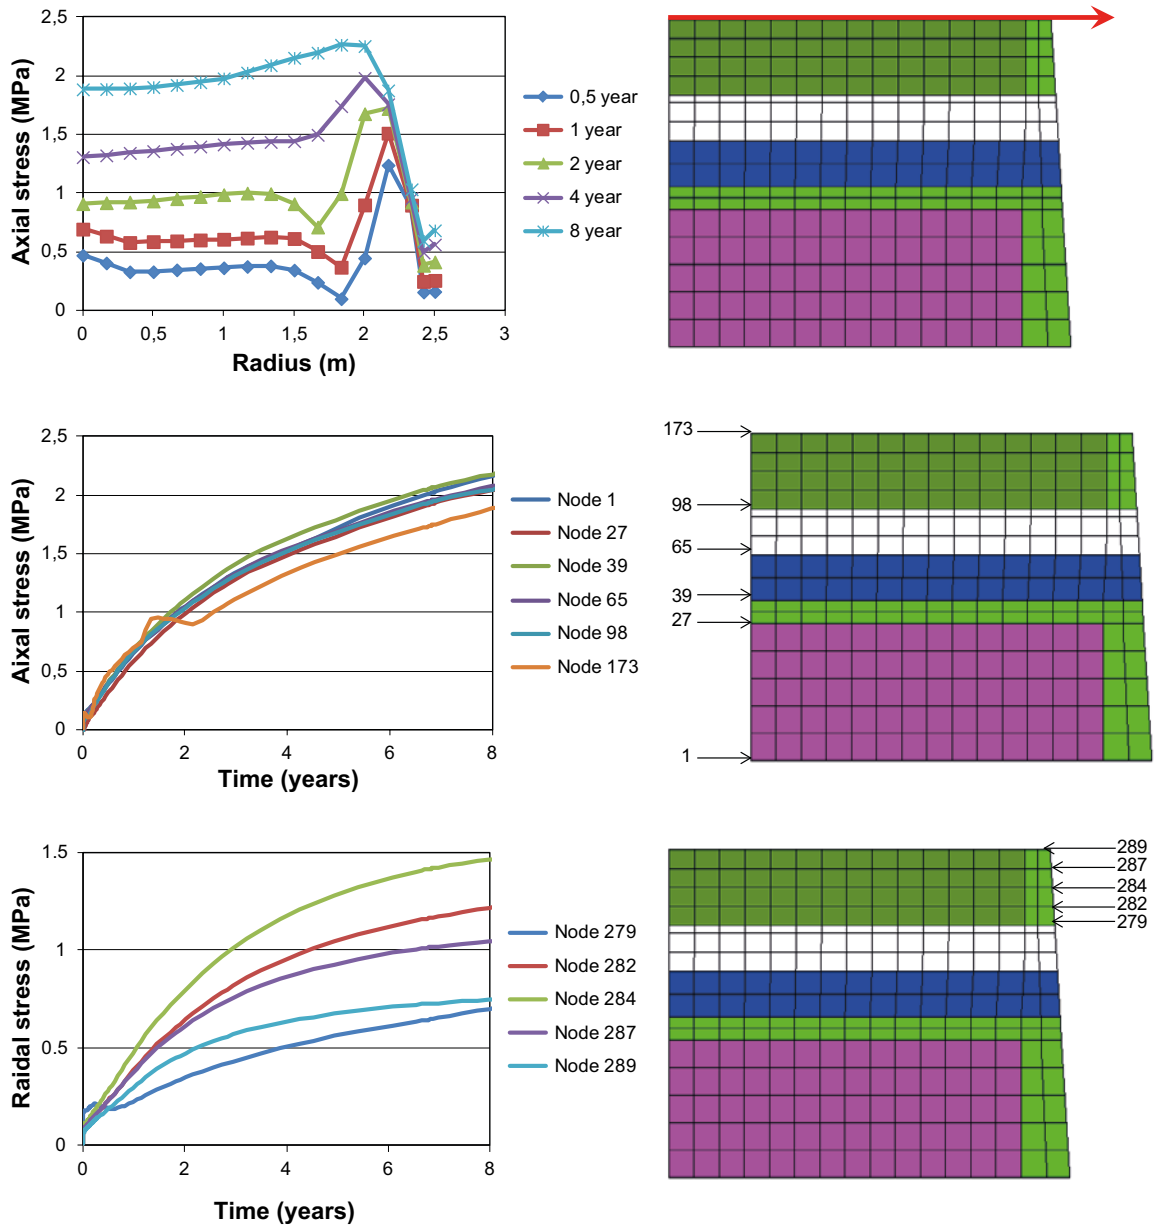 2,5
2
1,5
1
0,5
0
Axial stress (MPa)
0 0,5 1 1,5 2 2,5 3
Radius (m)
0,5 year
1 year
2 year
4 year
8 year
2,5
2
1,5
1
0,5
0
Aixal stress (MPa)
0 2 4 6 8
Time (years)
Node 1
Node 27
Node 39
Node 65
Node 98
Node 173
173
98
65
39
27
1
1.5
1
0.5
0
Raidal stress (MPa)
0 2 4 6 8
Time (years)
Node 279
Node 282
Node 284
Node 287
Node 289
289
287
284
282
279